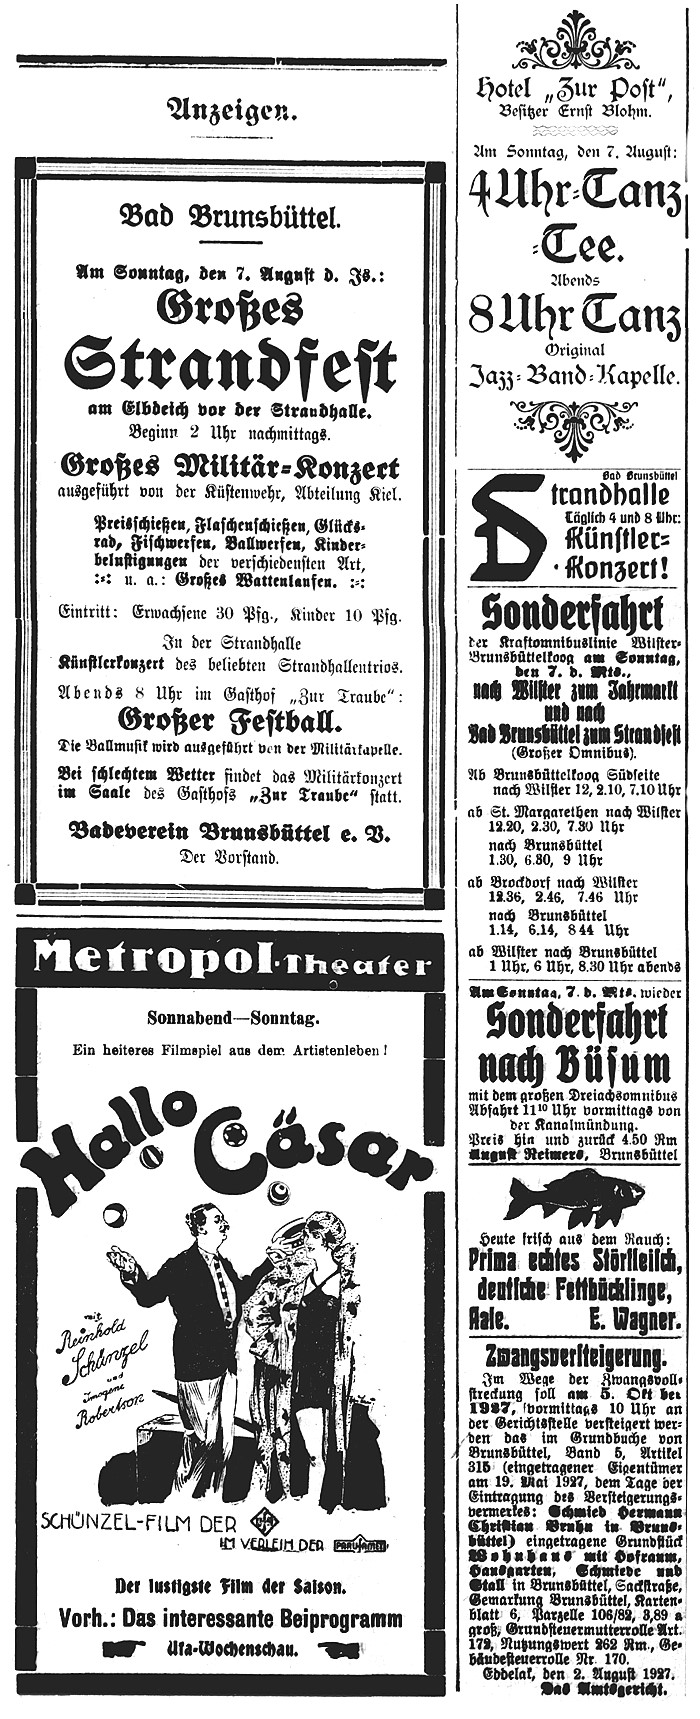 Anzeigen.
Bad Brunsbüttel.
Am Sonntag, den 7. August d. Js.:
Großes
Strandfest
am Elbdeich vor der Strandhalle.
Beginn 2 Uhr nachmittags.
Großes Militär-Konzert
ausgeführt von der Küstenwehr, Abteilung Kiel.
Preisschießen, Flaschenschießen, Glücks-
rad, Fischwerfen, Ballwerfen, Kinder-
belustigungen der verschiedensten Art,
:-: u. a.: Großes Wattenlaufen. :-:
Eintritt: Erwachsene 30 Pfg., Kinder 10 Pfg.
In der Strandhalle
Künstlerkonzert des beliebten Strandhallentrios.
Abends 8 Uhr im Gasthof „Zur Traube":
Großer Festball.
Die Ballmusik wird ausgeführt von der Militärkapelle.
Bei schlechtem Wetter findet das Militärkonzert
im Saale des Gasthofs „Zur Traube" statt.
Badeverein Brunsbüttel e. V.
Der Vorstand.
Metropol-Theater
Sonnabend—Sonntag.
Ein heiteres Filmspiel aus dem Artistenleben!
Hallo
Cäsar
mit
Reinhold
Schünzel
und
Imogene
Robertson
SCHÜNZEL-FILM DER Ufa
IM VERLEIH DER PARUFAMET
Der lustigste Film der Saison.
Vorh.: Das interessante Beiprogramm
Ufa-Wochenschau.
Hotel „Zur Post",
Besitzer Ernst Blohm.
Am Sonntag, den 7. August:
4 Uhr-Tanz
-Tee.
Abends
8 Uhr Tanz
Original
Jazz-Band-Kapelle.
Bad Brunsbüttel
Strandhalle
Täglich 4 und 8 Uhr:
Künstler-
Konzert!
Sonderfahrt
der Kraftomnibuslinie Wilster-
Brunsbüttelkoog am Sonntag,
den 7. d. Mts.,
nach Wilster zum Jahrmarkt
und nach
Bad Brunsbüttel zum Strandfest
(Großer Omnibus).
Ab Brunsbüttelkoog Südseite
nach Wilster 12, 2.10, 7.10 Uhr
ab St. Margarethen nach Wilster
12.20, 2.30, 7.30 Uhr
nach Brunsbüttel
1.30, 6.30, 9 Uhr
ab Brockdorf nach Wilster
12.36, 2.46, 7.46 Uhr
nach Brunsbüttel
1.14, 6.14, 8 44 Uhr
ab Wilster nach Brunsbüttel
1 Uhr, 6 Uhr, 8.30 Uhr abends
Am Sonntag, 7. d. Mts. wieder
Sonderfahrt
nach Büsum
mit dem großen Dreiachsomnibus
Abfahrt 11 10 Uhr vormittags von
der Kanalmündung.
Preis hin und zurück 4.50 Rm
August Reimers, Brunsbüttel
Heute frisch aus dem Rauch:
Prima echtes Störfleisch,
deutsche Fettbücklinge,
Aale. E. Wagner.
Zwangsversteigerung.
Im Wege der Zwangsvoll-
streckung soll am 5. Oktber
1927, vormittags 10 Uhr an
der Gerichtsstelle versteigert wer-
den das im Grundbuche von
Brunsbüttel, Band 5, Artikel
315 (eingetragener Eigentümer
am 19. Mai 1927, dem Tage der
Eintragung des Versteigerungs-
vermerkes: Schmied Hermann
Christian Bruhn in Bruns-
büttel) eingetragene Grundstück
Wohnhaus mit Hofraum,
Hausgarten, Schmiede und
Stall in Brunsbüttel, Sackstraße,
Gemarkung Brunsbüttel, Karten-
blatt 6, Parzelle 106/82, 3,89 a
groß, Grundsteuermutterrolle Art.
172, Nutzungswert 262 Rm., Ge-
bäudesteuerrolle Nr. 170.
Eddelak, den 2. August 1927.
Das Amtsgericht.